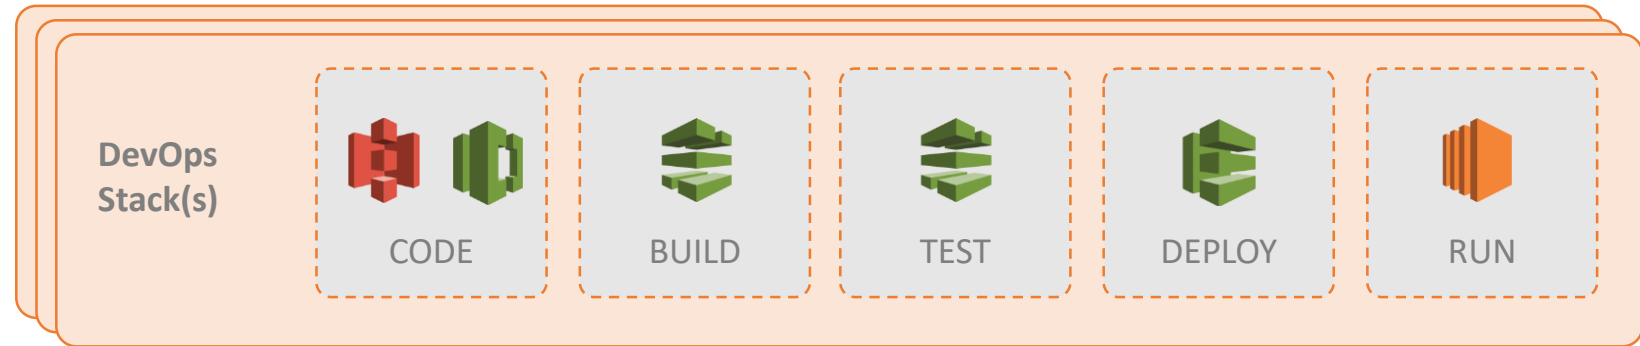 DevOps
Stack(s)
CODE
BUILD
TEST
DEPLOY
RUN